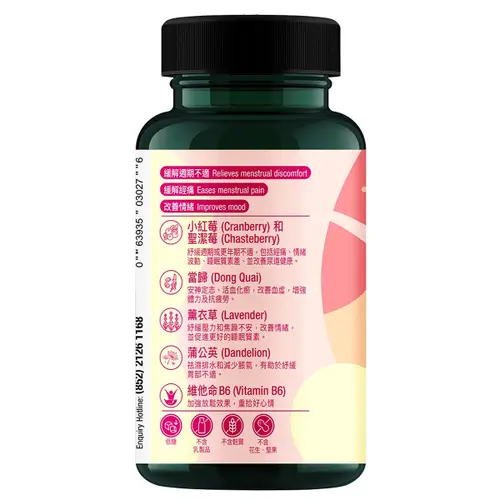 緩解週期不適 Relieves menstrual discomfort
緩解經痛 Eases menstrual pain
改善情緒 Improves mood
小紅莓 (Cranberry) 和
聖潔莓 (Chasteberry)
紓緩週期或更年期不適，包括經痛、情緒
波動、睡眠質素差、並改善尿道健康。
當歸 (Dong Quai)
安神定志、活血化瘀，改善血虛，增強
體力及抗疲勞。
薰衣草 (Lavender)
紓緩壓力和焦躁不安，改善情緒，
並促進更好的睡眠質素。
蒲公英 (Dandelion)
祛濕排水和減少脹氣，有助於紓緩
胃部不適。
維他命B6 (Vitamin B6)
加強放鬆效果，重拾好心情
低糖
不含
乳製品
不含麩質
不含
花生、堅果
Enquiry Hotline: (852) 2126 1168
0 63935 03027 6